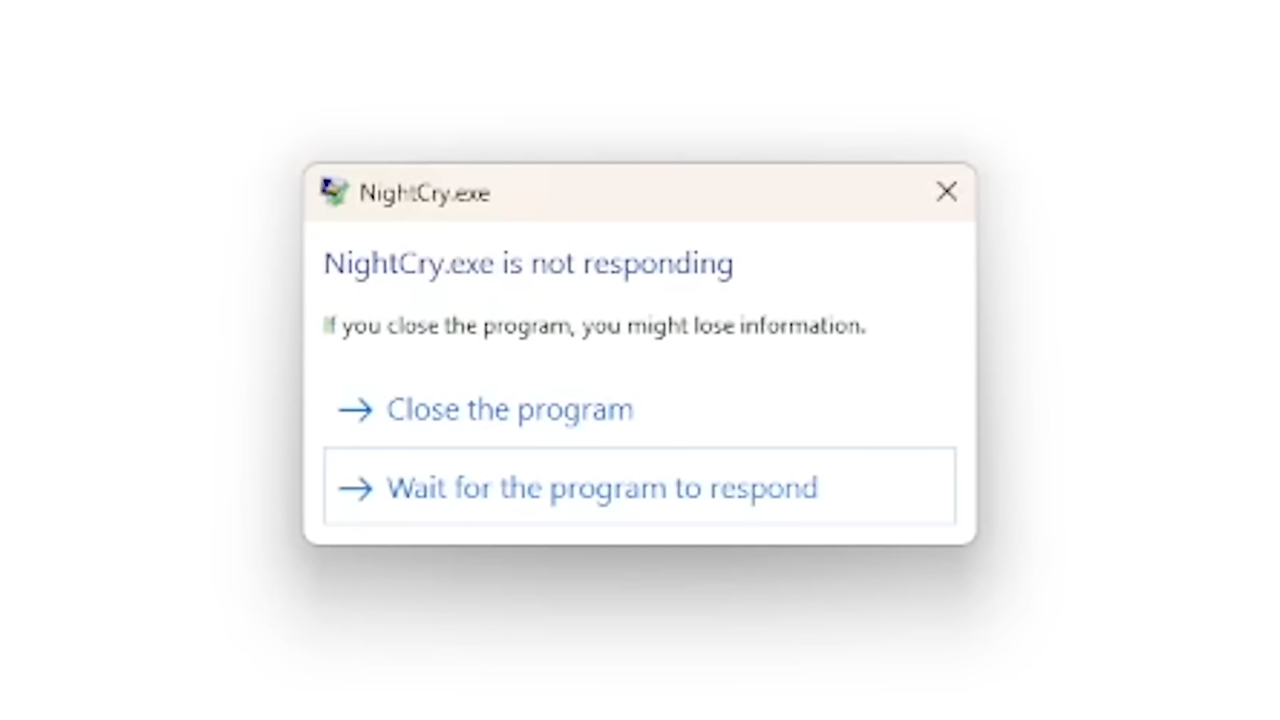 NightCry.exe
NightCry.exe is not responding
If you close the program, you might lose information.
→ Close the program
→ Wait for the program to respond